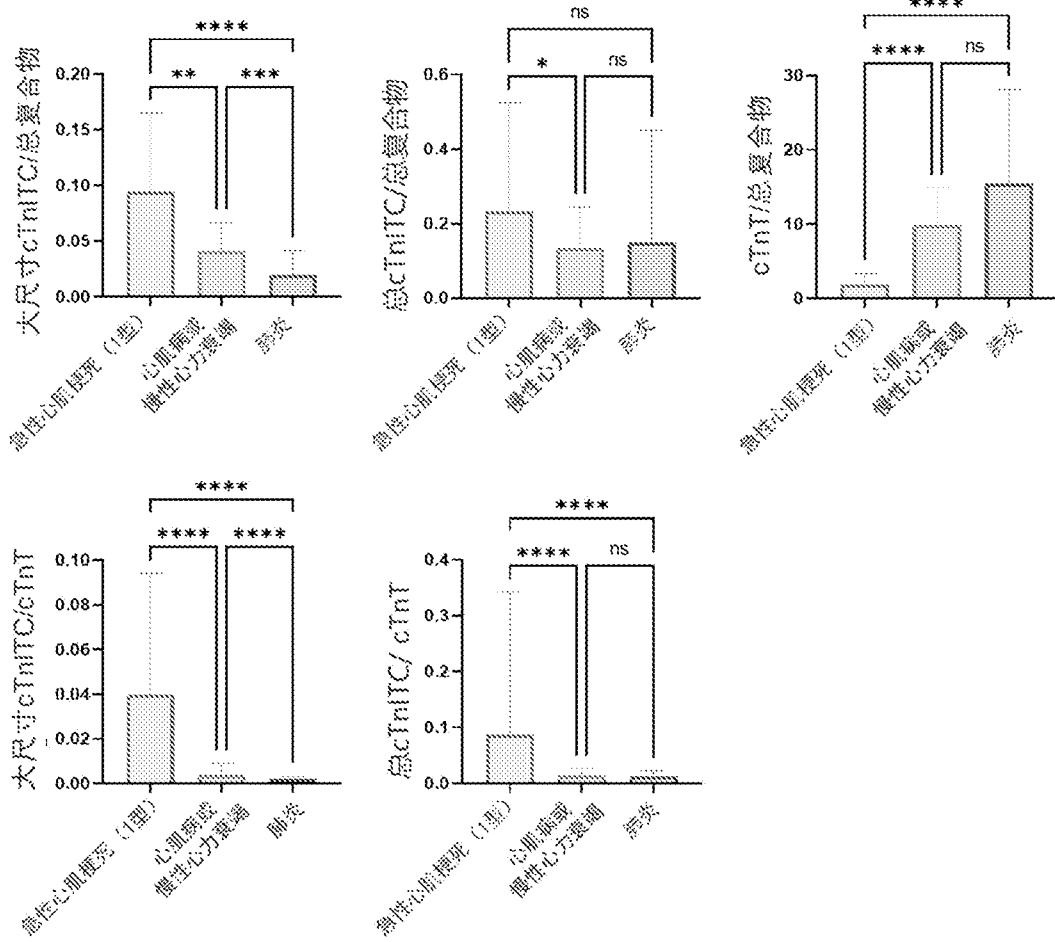 ****
**
***
大尺寸cTnITC/总复合物
0.20
0.15
0.10
0.05
0.00
急性心肌梗死（1型）
心肌病或
慢性心力衰竭
肺炎
ns
*
ns
总cTnITC/总复合物
0.6
0.4
0.2
0.0
急性心肌梗死（1型）
心肌病或
慢性心力衰竭
肺炎
****
****
ns
cTnT/总复合物
30
20
10
0
急性心肌梗死（1型）
心肌病或
慢性心力衰竭
肺炎
****
****
****
大尺寸cTnITC/cTnT
0.10
0.08
0.06
0.04
0.02
0.00
急性心肌梗死（1型）
心肌病或
慢性心力衰竭
肺炎
****
****
ns
总cTnITC/ cTnT
0.4
0.3
0.2
0.1
0.0
急性心肌梗死（1型）
心肌病或
慢性心力衰竭
肺炎